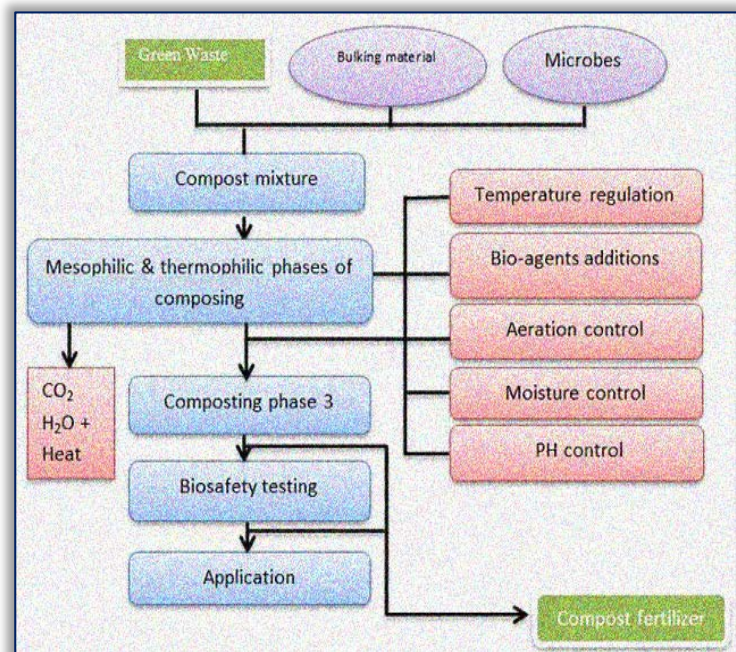 Green Waste
Bulking material
Microbes
Compost mixture
Temperature regulation
Mesophilic & thermophilic phases of
composing
Bio-agents additions
Aeration control
CO₂
H₂O +
Heat
Composting phase 3
Moisture control
PH control
Biosafety testing
Application
Compost fertilizer